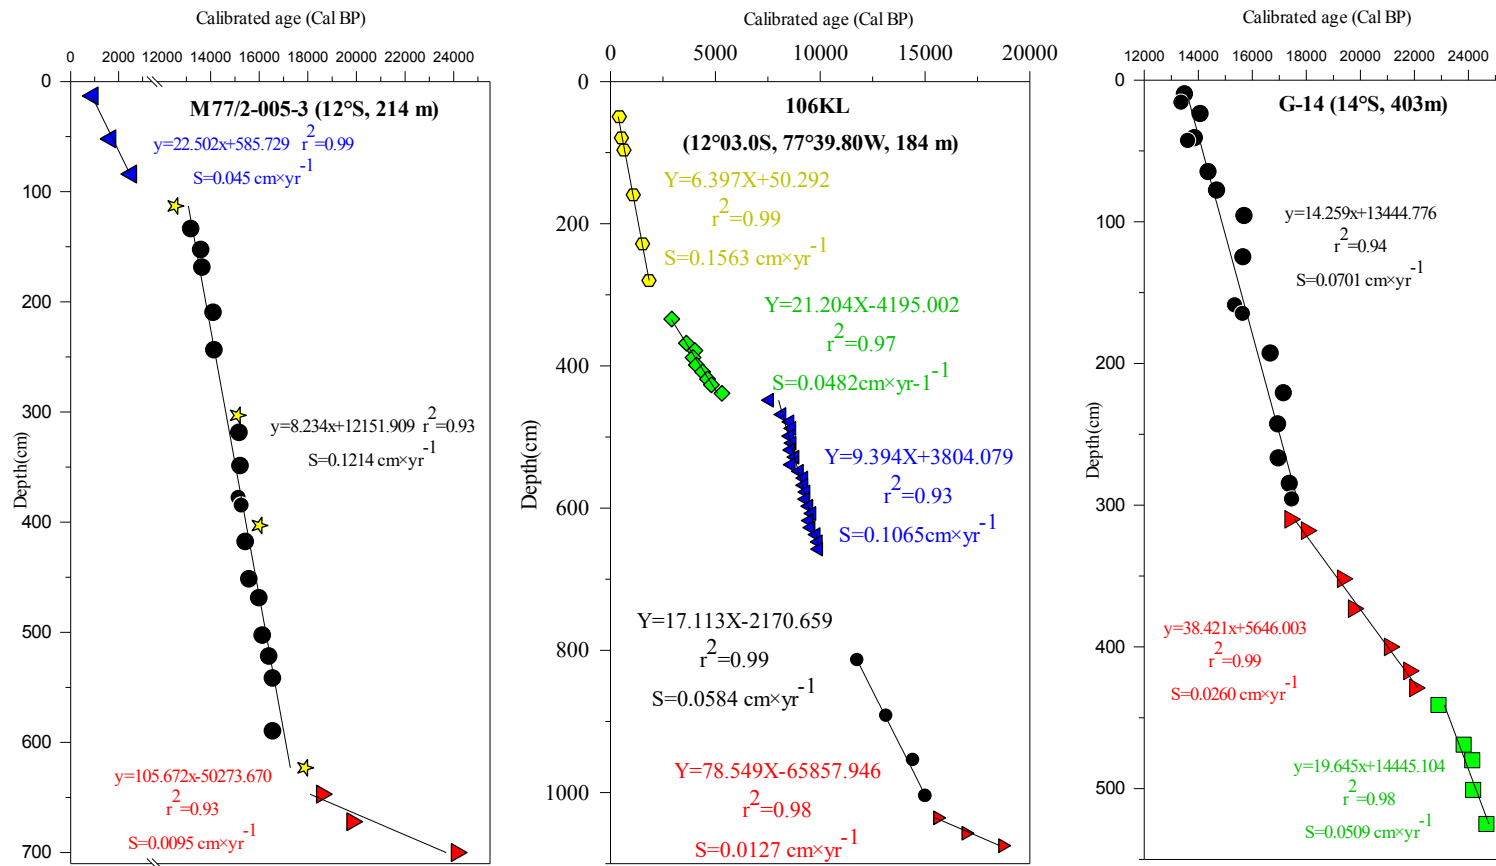 Calibrated age (Cal BP)
0 2000 12000 14000 16000 18000 20000 22000 24000
M77/2-005-3 (12°S, 214 m)
y=22.502x+585.729 r²=0.99
S=0.045 cm×yr⁻¹
y=8.234x+12151.909 r²=0.93
S=0.1214 cm×yr⁻¹
y=105.672x-50273.670
r²=0.93
S=0.0095 cm×yr⁻¹
Depth(cm)
0
100
200
300
400
500
600
700
Calibrated age (Cal BP)
0 5000 10000 15000 20000
106KL
(12°03.0S, 77°39.80W, 184 m)
Y=6.397X+50.292
r²=0.99
S=0.1563 cm×yr⁻¹
Y=21.204X-4195.002
r²=0.97
S=0.0482cm×yr-1⁻¹
Y=9.394X+3804.079
r²=0.93
S=0.1065cm×yr⁻¹
Y=17.113X-2170.659
r²=0.99
S=0.0584 cm×yr⁻¹
Y=78.549X-65857.946
r²=0.98
S=0.0127 cm×yr⁻¹
Depth(cm)
0
200
400
600
800
1000
Calibrated age (Cal BP)
12000 14000 16000 18000 20000 22000 24000
G-14 (14°S, 403m)
y=14.259x+13444.776
r²=0.94
S=0.0701 cm×yr⁻¹
y=38.421x+5646.003
r²=0.99
S=0.0260 cm×yr⁻¹
y=19.645x+14445.104
r²=0.98
S=0.0509 cm×yr⁻¹
Depth(cm)
0
100
200
300
400
500